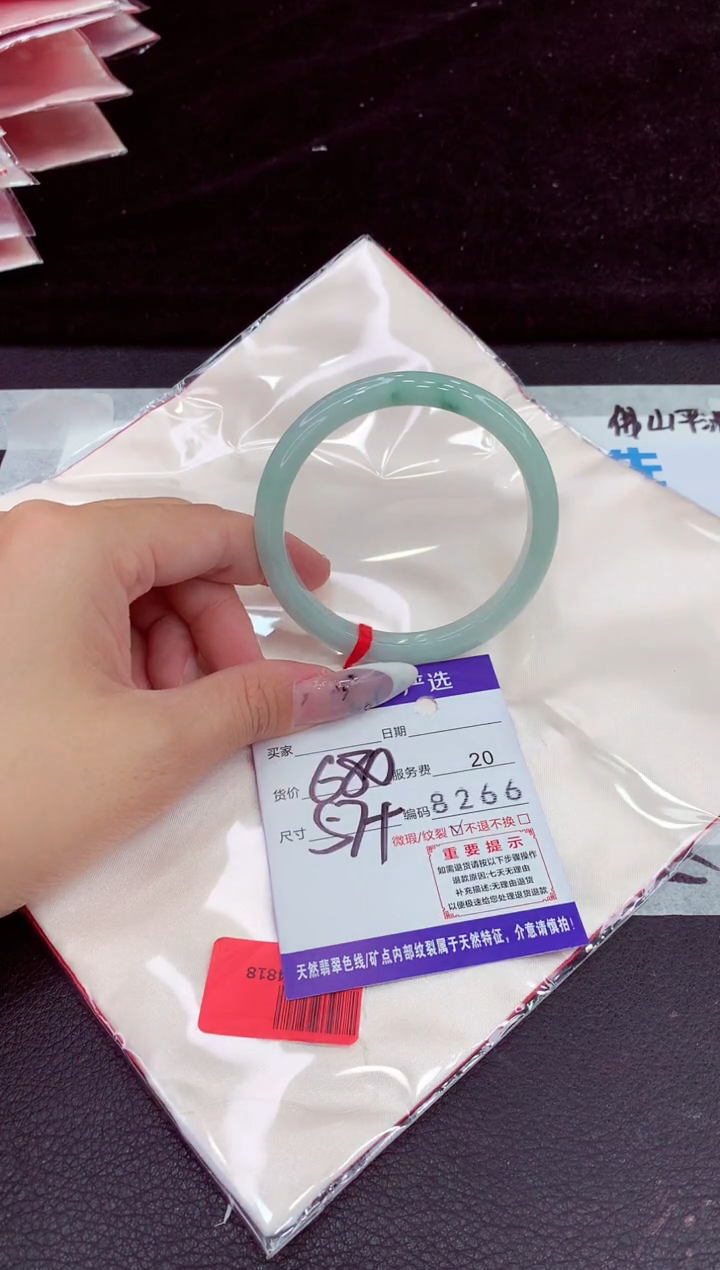 佛山平洲
先
严选
买家
日期
货价 680
服务费 20
尺寸 57+
编码 8266
微瑕/纹裂 ☑ 不退不换 ☐
重要提示
如需退货请按以下步骤操作
退款原因:七天无理由
补充描述:无理由退货
以便极速给您处理退货退款
天然翡翠色线/矿点内部纹裂属于天然特征,介意请慎拍!
1818